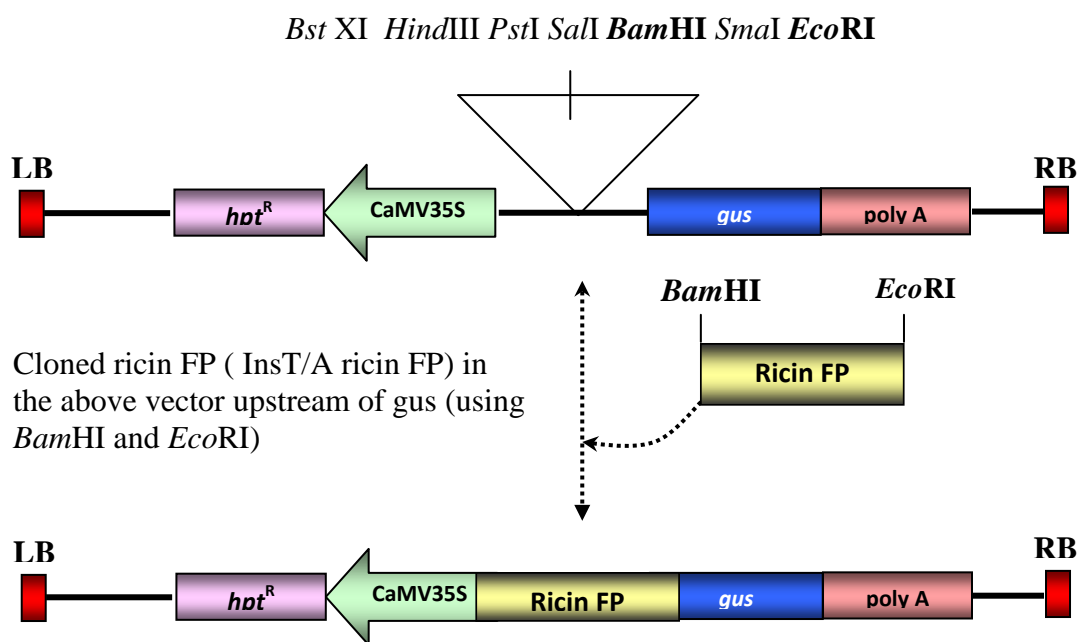 Bst XI HindIII PstI SalI BamHI SmaI EcoRI
LB
RB
hptᴿ
CaMV35S
gus
poly A
BamHI
EcoRI
Ricin FP
Cloned ricin FP ( InsT/A ricin FP) in
the above vector upstream of gus (using
BamHI and EcoRI)
LB
RB
hptᴿ
CaMV35S
Ricin FP
gus
poly A